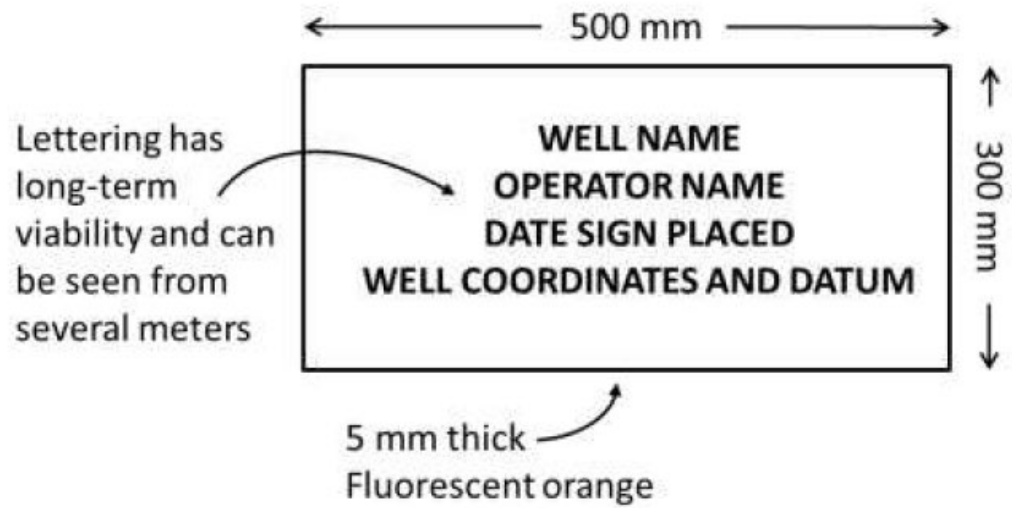 500 mm
Lettering has
long-term
viability and can
be seen from
several meters
WELL NAME
OPERATOR NAME
DATE SIGN PLACED
WELL COORDINATES AND DATUM
300 mm
5 mm thick
Fluorescent orange